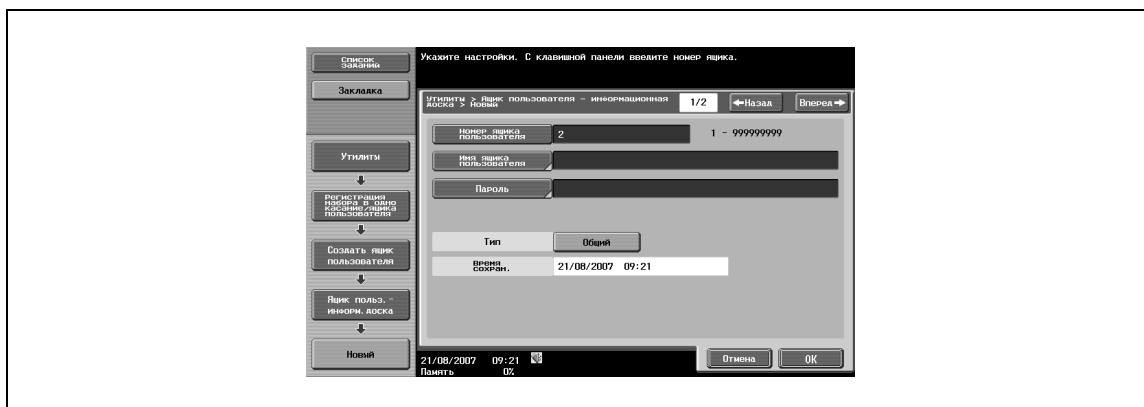 Список
заданий
Закладка
Утилиты
Регистрация
набора в одно
касание/ящика
пользователя
Создать ящик
пользователя
Ящик польз.-
информ.доска
Новый
Укажите настройки. С клавишной панели введите номер ящика.
Утилиты > Ящик пользователя - информационная
доска > Новый
1/2
←Назад
Вперед→
Номер ящика
пользователя
2
1 - 999999999
Имя ящика
пользователя
Пароль
Тип
Общий
Время
сохран.
21/08/2007 09:21
21/08/2007 09:21
Память 0%
Отмена
OK